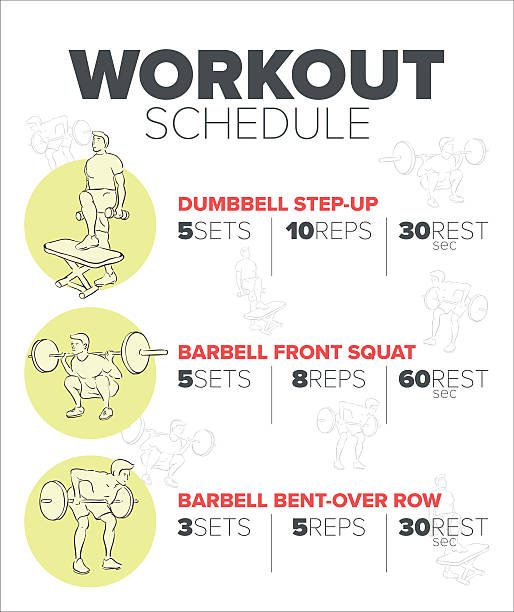 WORKOUT
SCHEDULE
DUMBBELL STEP-UP
5SETS 10REPS 30REST
sec
BARBELL FRONT SQUAT
5SETS 8REPS 60REST
sec
BARBELL BENT-OVER ROW
3SETS 5REPS 30REST
sec